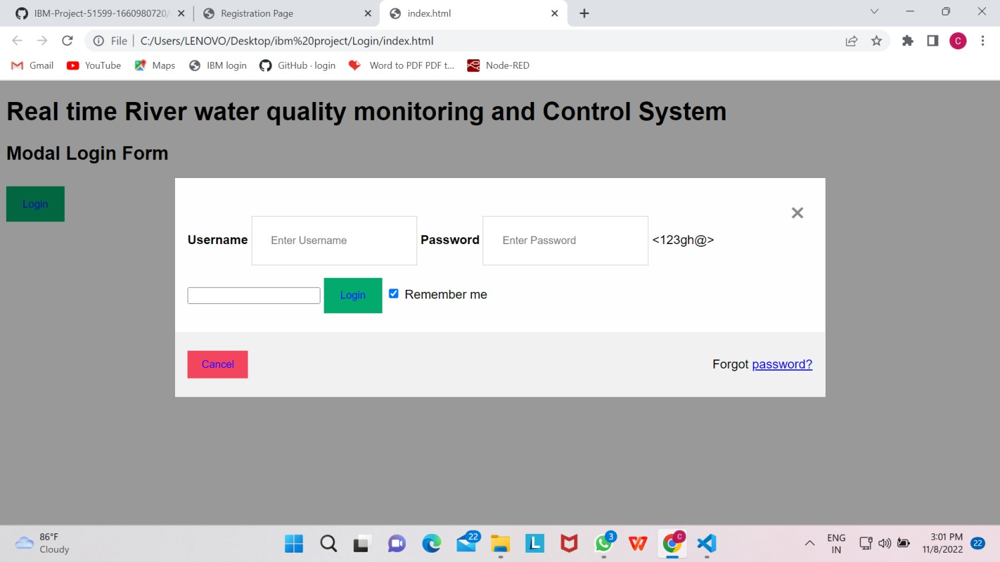 IBM-Project-51599-1660980720/
Registration Page
index.html
File
C:/Users/LENOVO/Desktop/ibm%20project/Login/index.html
C
Gmail
YouTube
Maps
IBM login
GitHub · login
Word to PDF PDF t...
Node-RED
Real time River water quality monitoring and Control System
Modal Login Form
Login
Username
Enter Username
Password
Enter Password
<123gh@>
Login
Remember me
Cancel
Forgot password?
86°F
Cloudy
22
L
3
C
ENG
IN
3:01 PM
11/8/2022
22